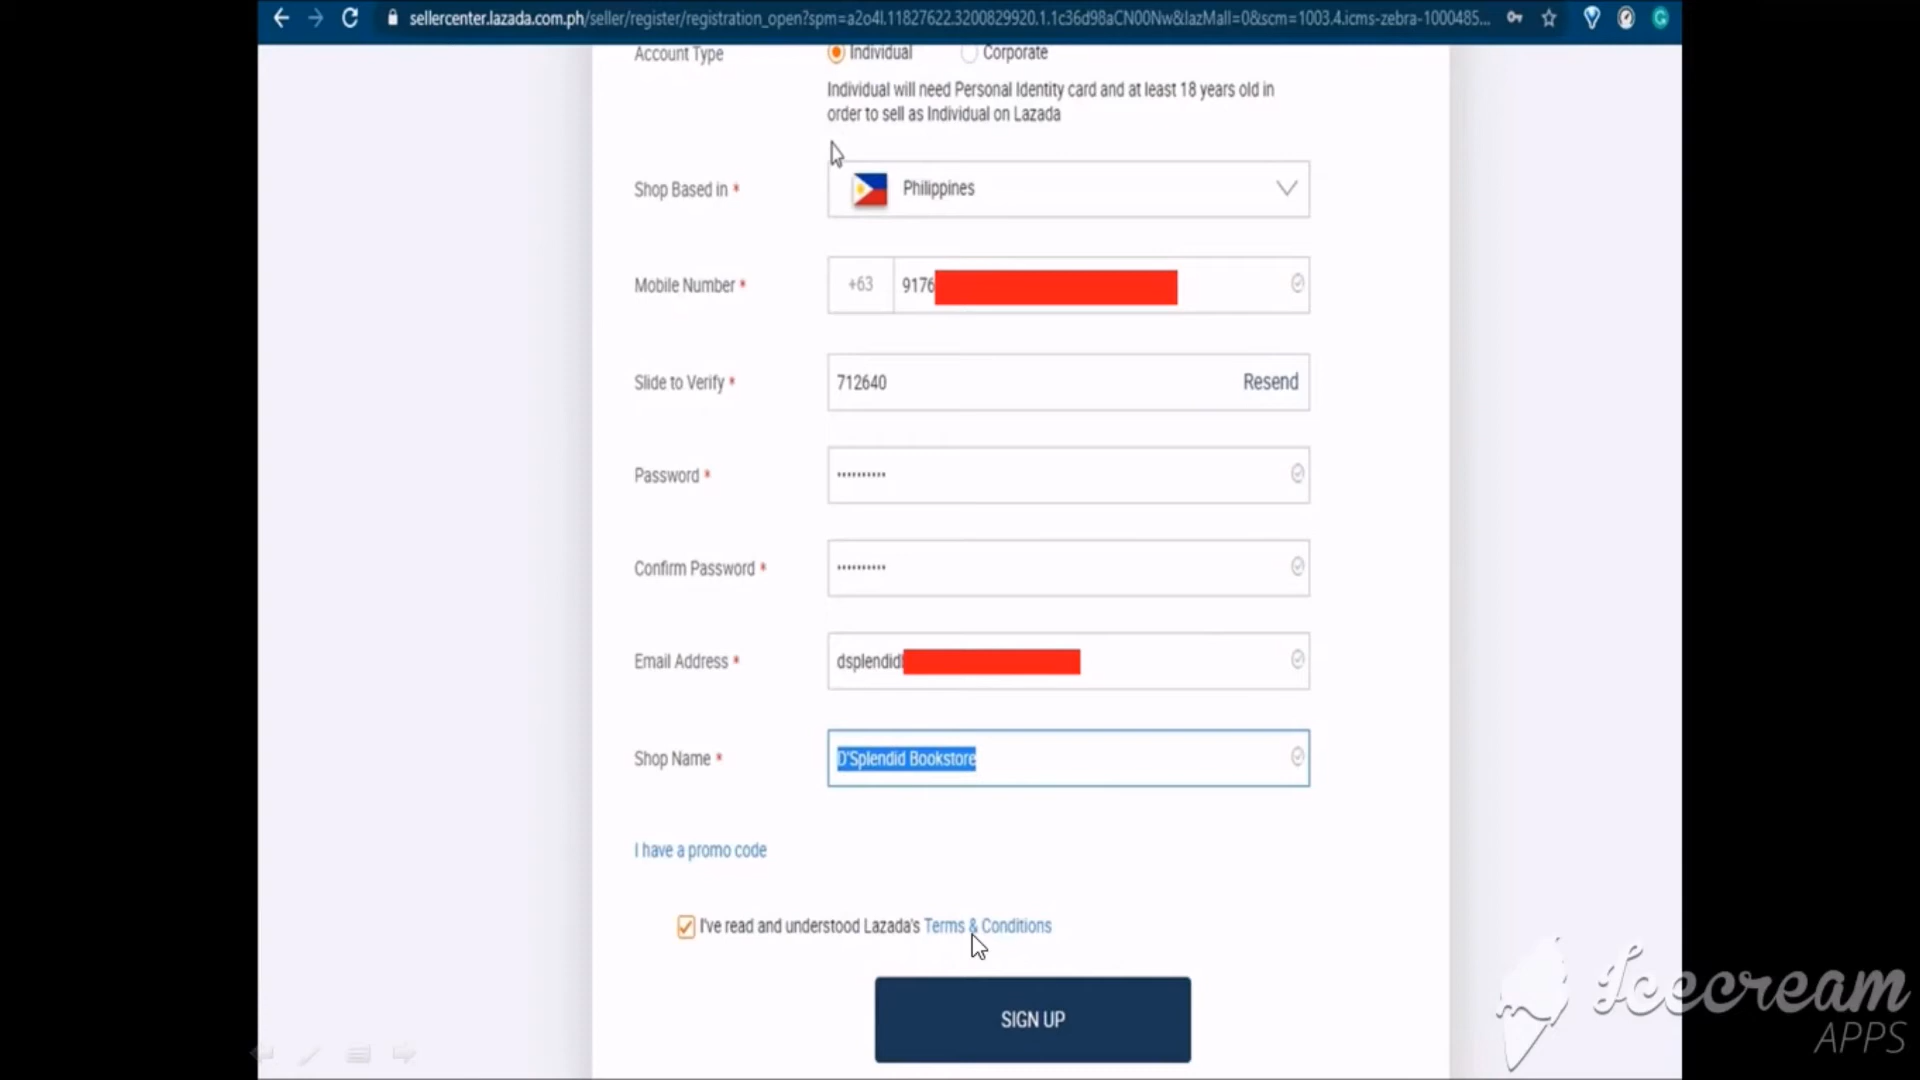 sellercenter.lazada.com.ph/seller/register/registration_open?spm=a2o4l.11827622.3200829920.1.1c36d98aCN00Nw&lazMall=0&scm=1003.4.icms-zebra-1000485...
Account Type Individual Corporate
Individual will need Personal Identity card and at least 18 years old in
order to sell as Individual on Lazada
Shop Based in * Philippines
Mobile Number * +63 9176
Slide to Verify * 712640 Resend
Password * ••••••••••
Confirm Password * ••••••••••
Email Address * dsplendid
Shop Name * D'Splendid Bookstore
I have a promo code
I've read and understood Lazada's Terms & Conditions
SIGN UP
Icecream
APPS